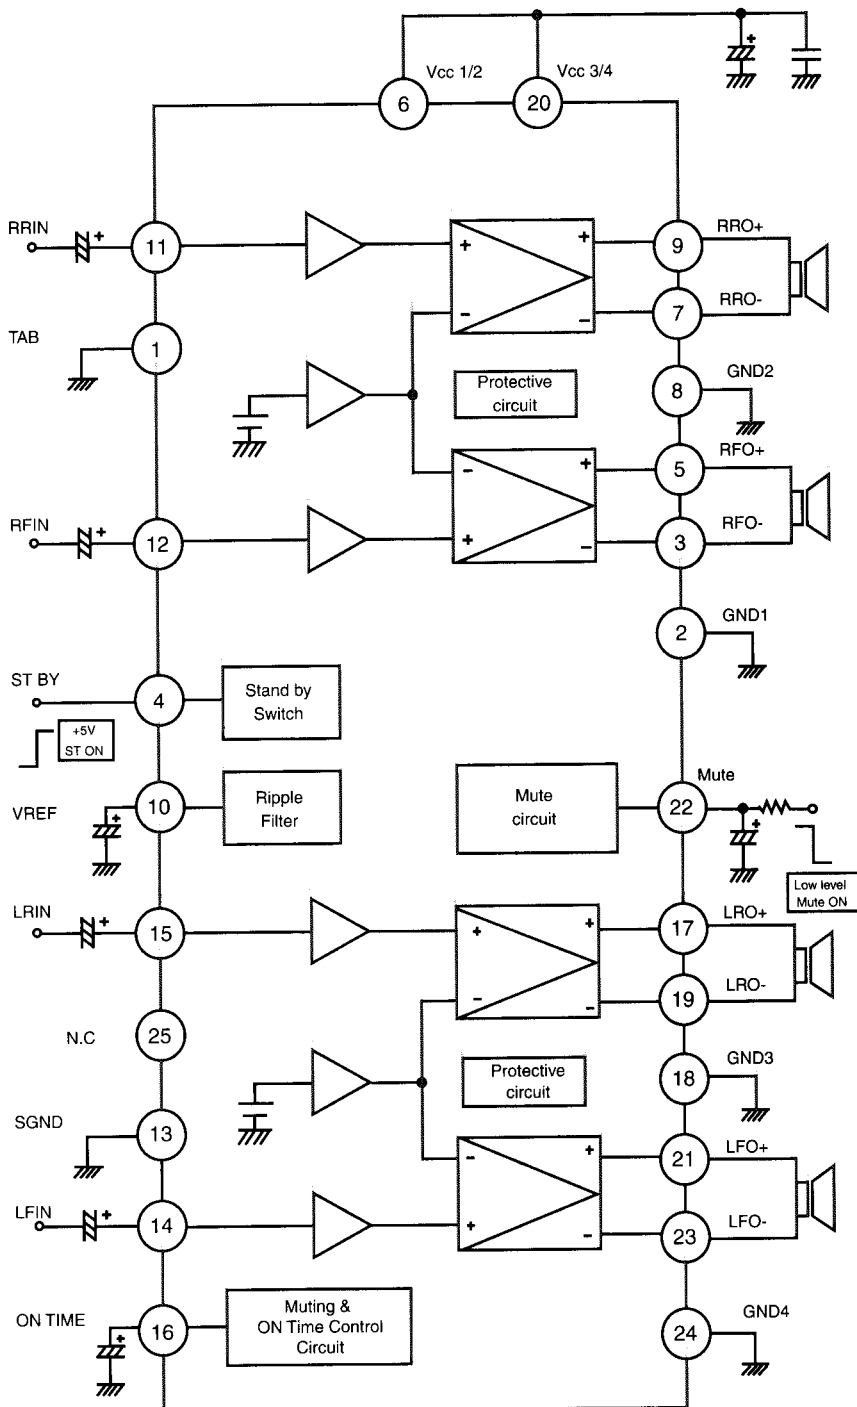 Vcc 1/2
Vcc 3/4
6
20
+
RRIN
+
11
+
+
9
RRO+
-
-
7
RRO-
TAB
1
Protective
circuit
8
GND2
-
+
5
RFO+
RFIN
+
12
+
-
3
RFO-
2
GND1
ST BY
4
Stand by
Switch
+5V
ST ON
VREF
+
10
Ripple
Filter
Mute
circuit
22
Mute
+
Low level
Mute ON
LRIN
+
15
+
+
17
LRO+
-
-
19
LRO-
N.C
25
Protective
circuit
18
GND3
SGND
13
-
+
21
LFO+
LFIN
+
14
+
-
23
LFO-
ON TIME
+
16
Muting &
ON Time Control
Circuit
24
GND4